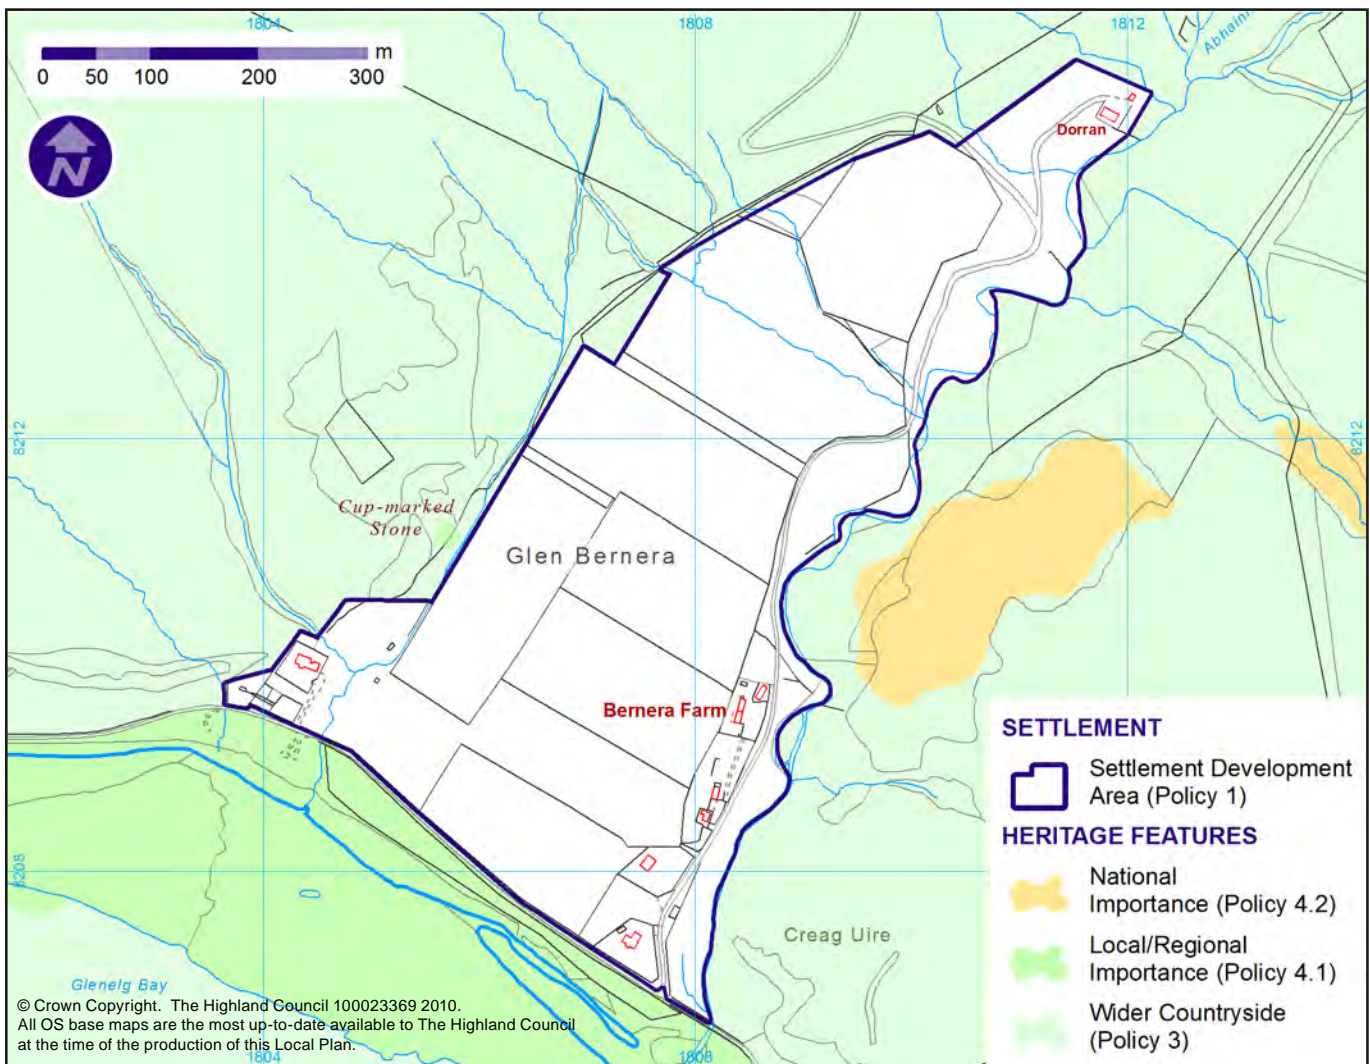 1804
1808
1812
m
0 50 100 200 300
N
Abhainn
Dorran
8212
8212
Cup-marked
Stone
Glen Bernera
Bernera Farm
8208
Creag Uire
Glenelg Bay
© Crown Copyright. The Highland Council 100023369 2010.
All OS base maps are the most up-to-date available to The Highland Council
at the time of the production of this Local Plan.
1804
1808
SETTLEMENT
Settlement Development
Area (Policy 1)
HERITAGE FEATURES
National
Importance (Policy 4.2)
Local/Regional
Importance (Policy 4.1)
Wider Countryside
(Policy 3)